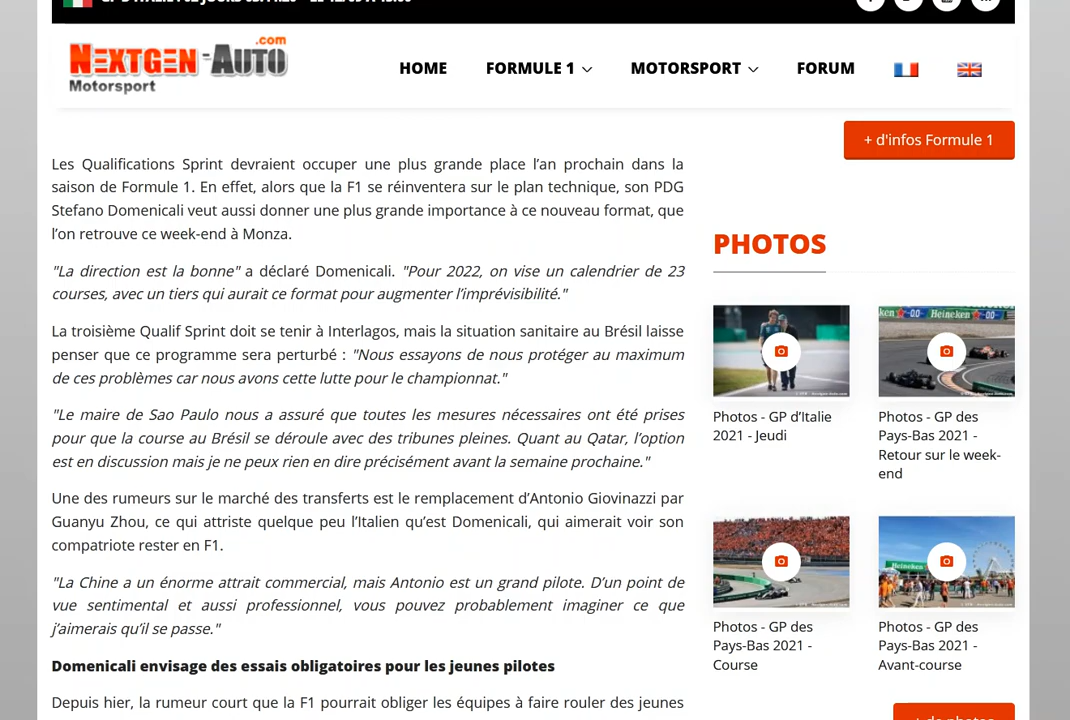 NEXTGEN-AUTO
.com
Motorsport
HOME
FORMULE 1
MOTORSPORT
FORUM
+ d'infos Formule 1
Les Qualifications Sprint devraient occuper une plus grande place l’an prochain dans la
saison de Formule 1. En effet, alors que la F1 se réinventera sur le plan technique, son PDG
Stefano Domenicali veut aussi donner une plus grande importance à ce nouveau format, que
l’on retrouve ce week-end à Monza.
"La direction est la bonne" a déclaré Domenicali. "Pour 2022, on vise un calendrier de 23
courses, avec un tiers qui aurait ce format pour augmenter l’imprévisibilité."
La troisième Qualif Sprint doit se tenir à Interlagos, mais la situation sanitaire au Brésil laisse
penser que ce programme sera perturbé : "Nous essayons de nous protéger au maximum
de ces problèmes car nous avons cette lutte pour le championnat."
"Le maire de Sao Paulo nous a assuré que toutes les mesures nécessaires ont été prises
pour que la course au Brésil se déroule avec des tribunes pleines. Quant au Qatar, l’option
est en discussion mais je ne peux rien en dire précisément avant la semaine prochaine."
Une des rumeurs sur le marché des transferts est le remplacement d’Antonio Giovinazzi par
Guanyu Zhou, ce qui attriste quelque peu l’Italien qu’est Domenicali, qui aimerait voir son
compatriote rester en F1.
"La Chine a un énorme attrait commercial, mais Antonio est un grand pilote. D’un point de
vue sentimental et aussi professionnel, vous pouvez probablement imaginer ce que
j’aimerais qu’il se passe."
Domenicali envisage des essais obligatoires pour les jeunes pilotes
Depuis hier, la rumeur court que la F1 pourrait obliger les équipes à faire rouler des jeunes
PHOTOS
Heineken
Photos - GP d’Italie
2021 - Jeudi
Photos - GP des
Pays-Bas 2021 -
Retour sur le week-
end
Heineken
Photos - GP des
Pays-Bas 2021 -
Course
Photos - GP des
Pays-Bas 2021 -
Avant-course